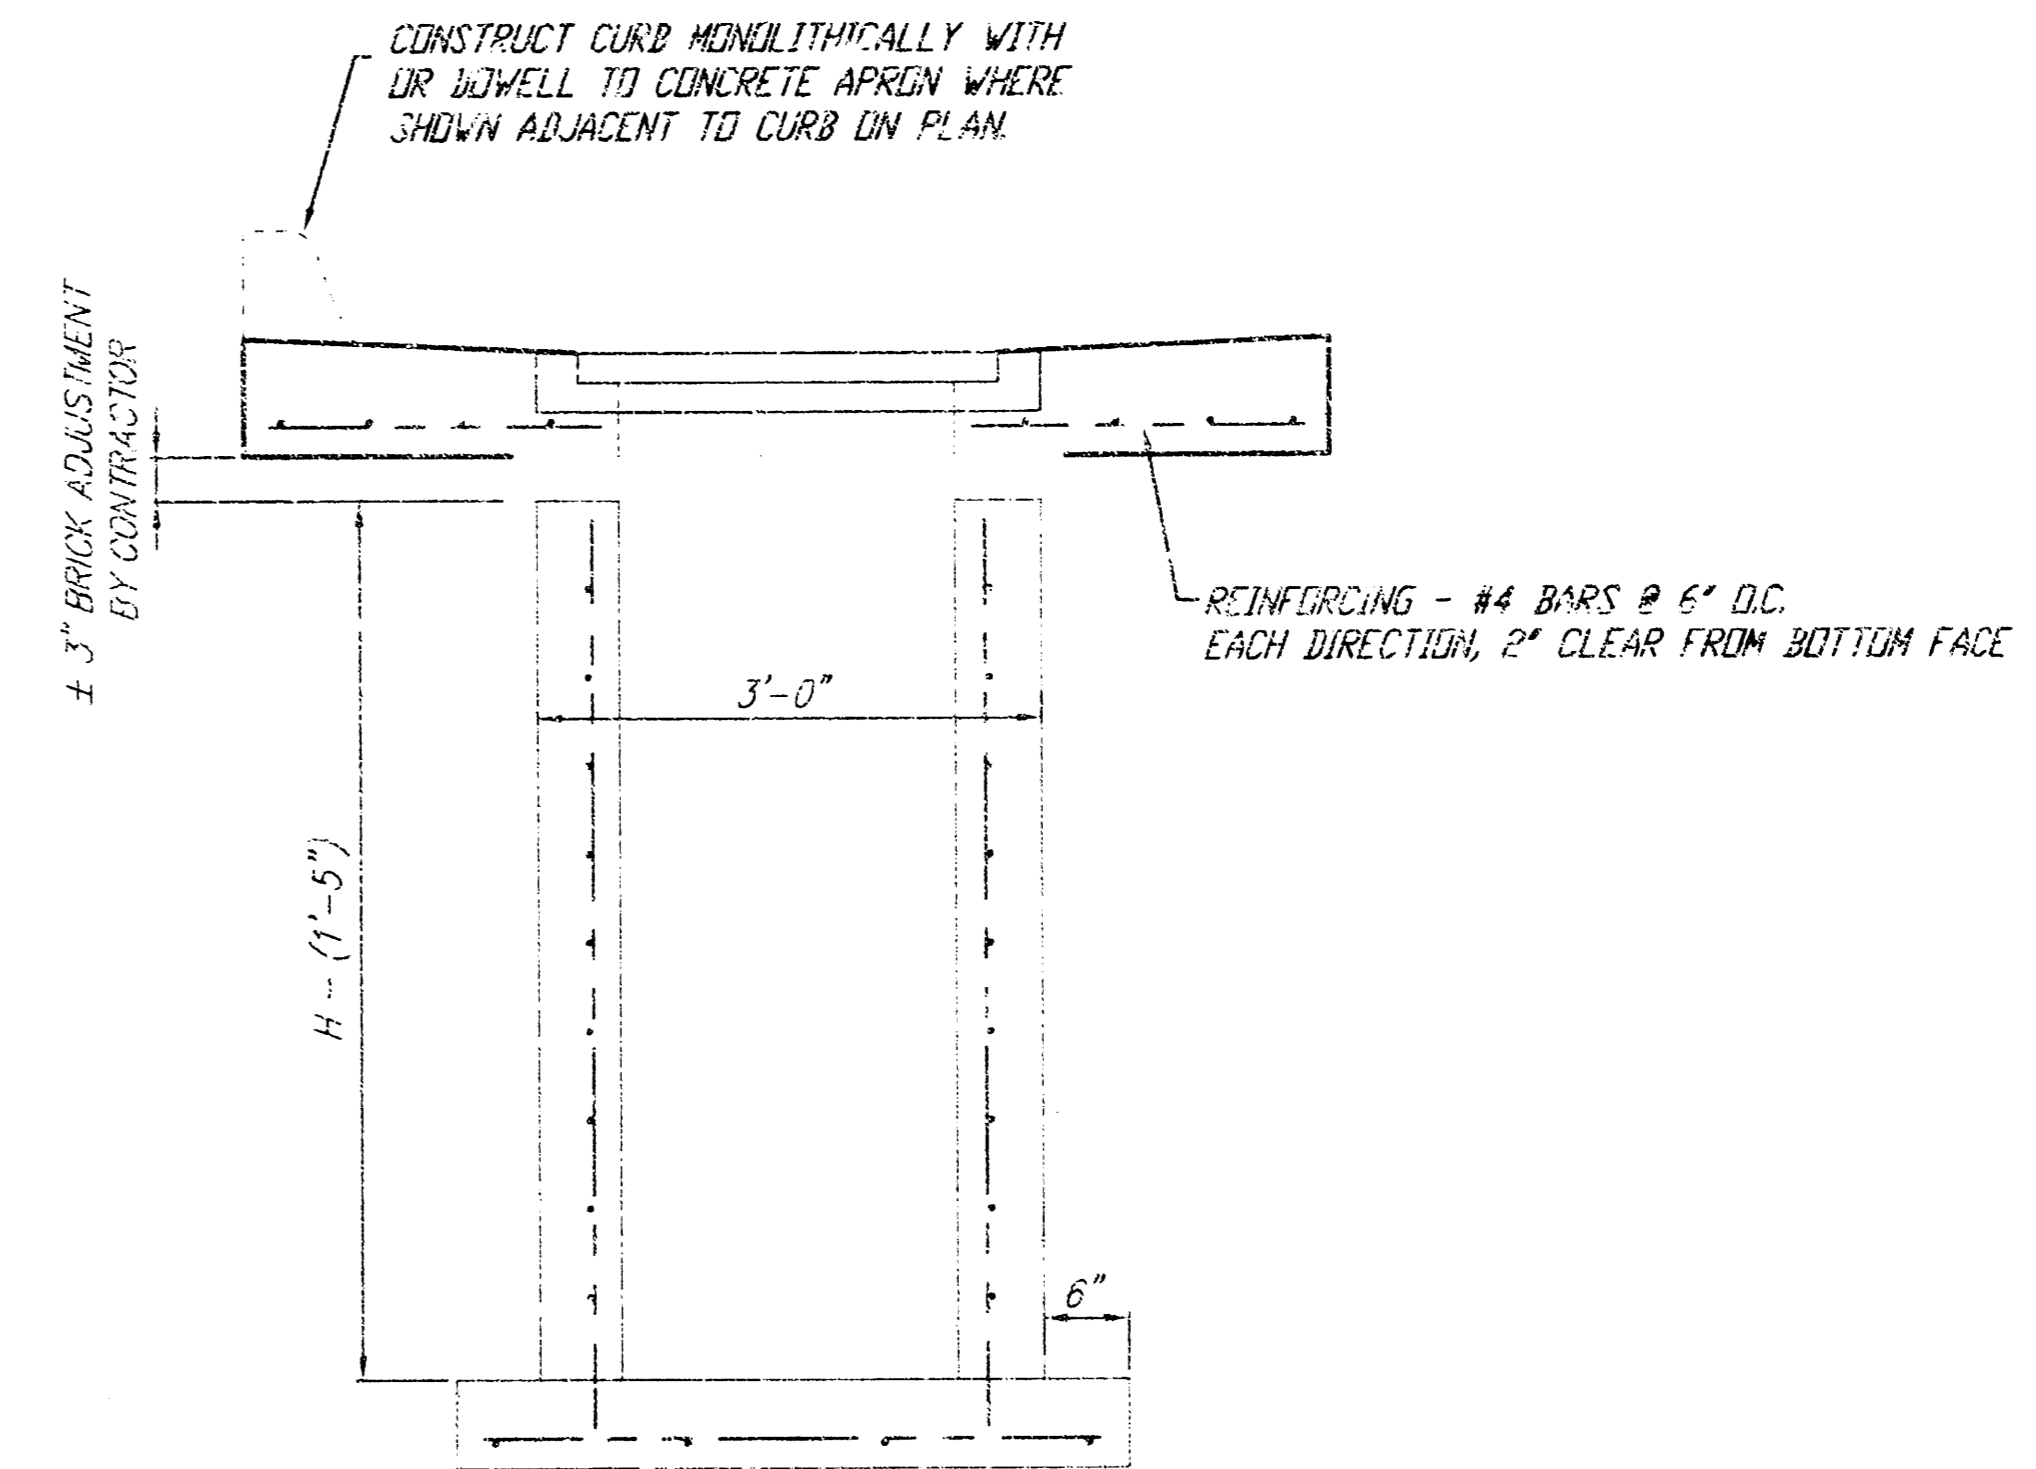 CONSTRUCT CURB MONOLITHICALLY WITH
OR DOWELL TO CONCRETE APRON WHERE
SHOWN ADJACENT TO CURB ON PLAN.
± 3" BRICK ADJUSTMENT
BY CONTRACTOR
REINFORCING - #4 BARS @ 6" O.C.
EACH DIRECTION, 2" CLEAR FROM BOTTOM FACE
3'-0"
H - (1'-5")
6"